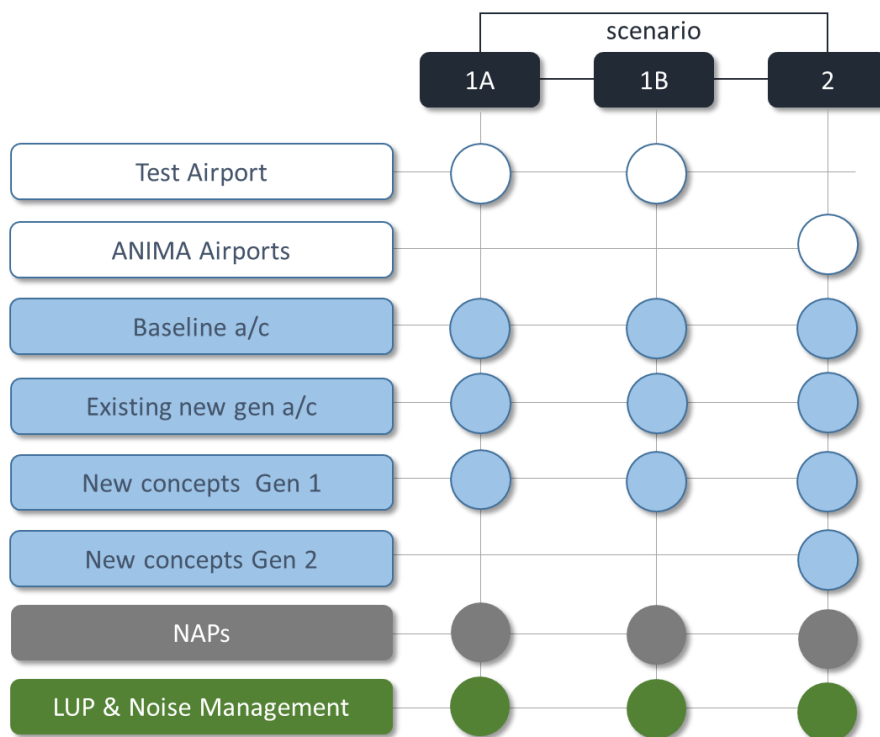 scenario
1A
1B
2
Test Airport
ANIMA Airports
Baseline a/c
Existing new gen a/c
New concepts Gen 1
New concepts Gen 2
NAPs
LUP & Noise Management